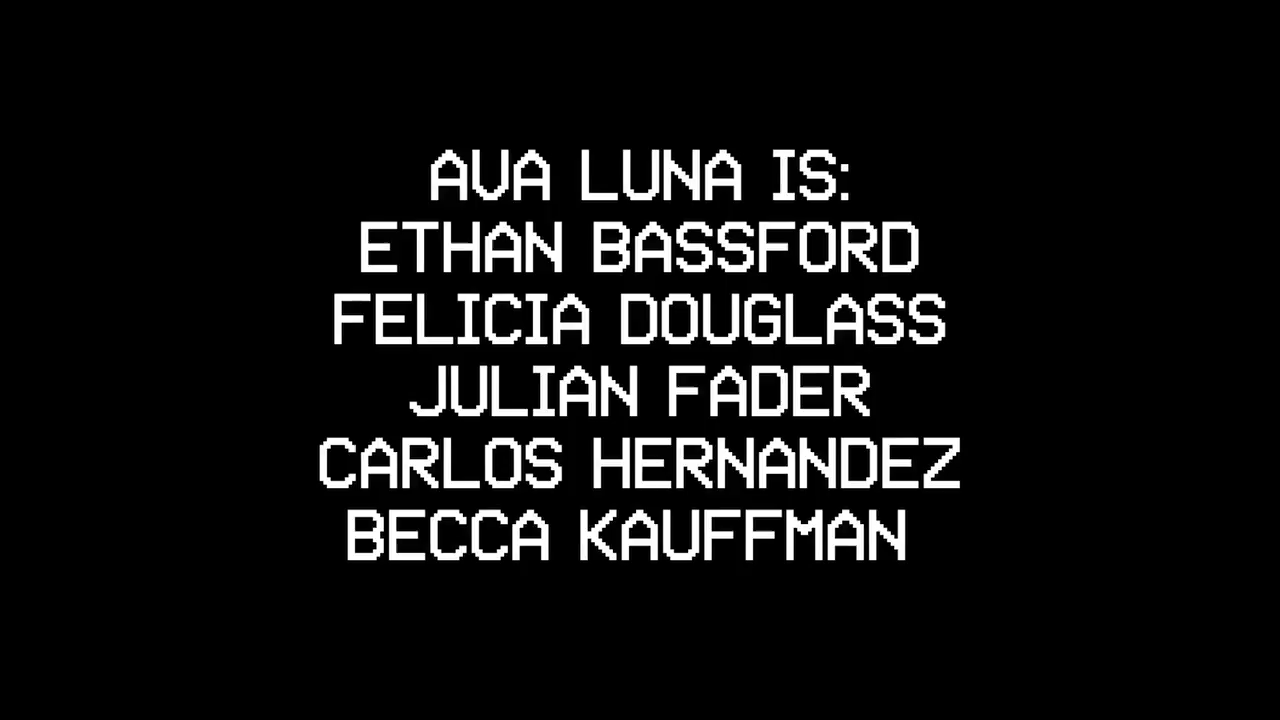 AVA LUNA IS:
ETHAN BASSFORD
FELICIA DOUGLASS
JULIAN FADER
CARLOS HERNANDEZ
BECCA KAUFFMAN